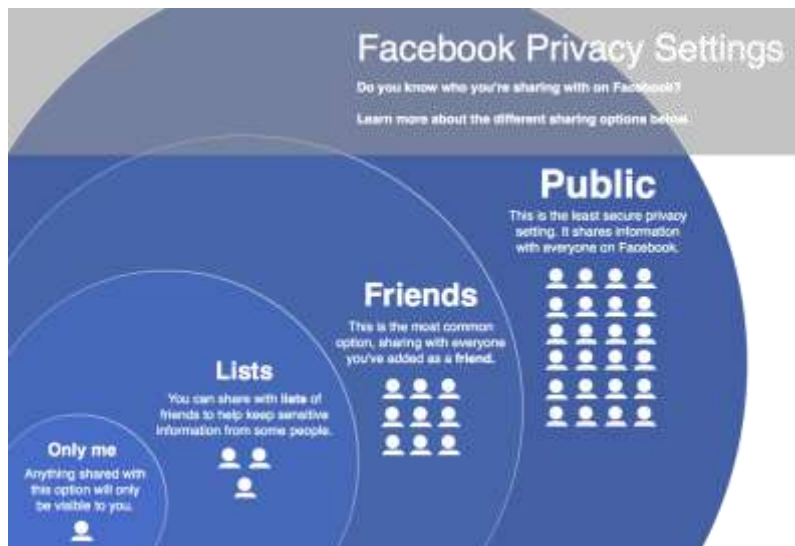 Facebook Privacy Settings
Do you know who you're sharing with on Facebook?
Learn more about the different sharing options below.
Public
This is the least secure privacy
setting. It shares information
with everyone on Facebook.
Friends
This is the most common
option, sharing with everyone
you've added as a friend.
Lists
You can share with lists of
friends to help keep sensitive
information from some people.
Only me
Anything shared with
this option will only
be visible to you.